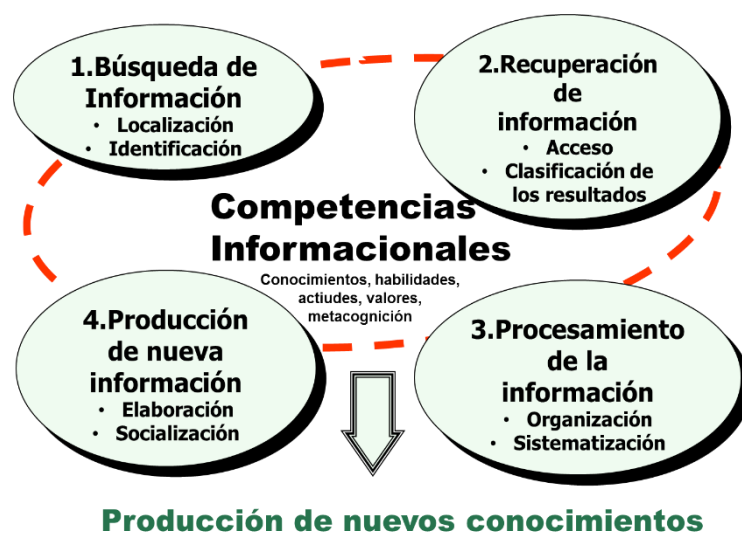 1.Búsqueda de
Información
• Localización
• Identificación
2.Recuperación
de
información
• Acceso
• Clasificación de
los resultados
Competencias
Informacionales
Conocimientos, habilidades,
actiudes, valores,
metacognición
4.Producción
de nueva
información
• Elaboración
• Socialización
3.Procesamiento
de la
información
• Organización
• Sistematización
Producción de nuevos conocimientos